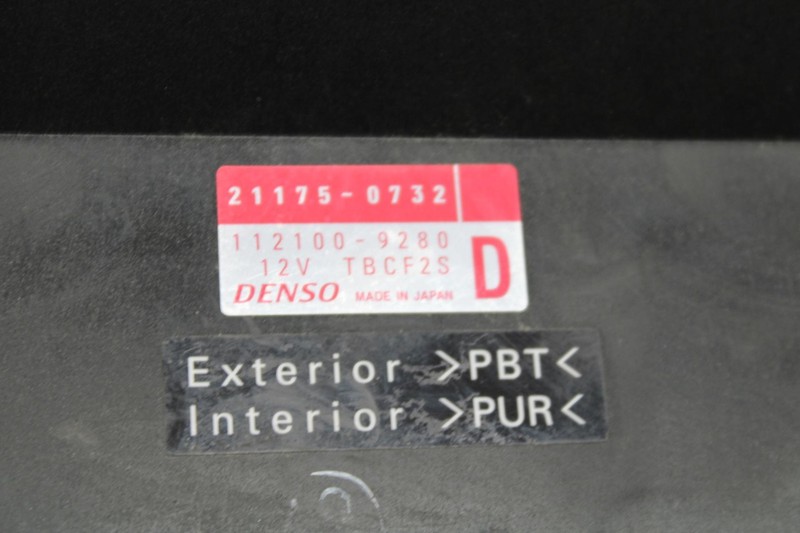 21175-0732
112100-9280
12V TBCF2S D
DENSO MADE IN JAPAN
Exterior >PBT<
Interior >PUR<